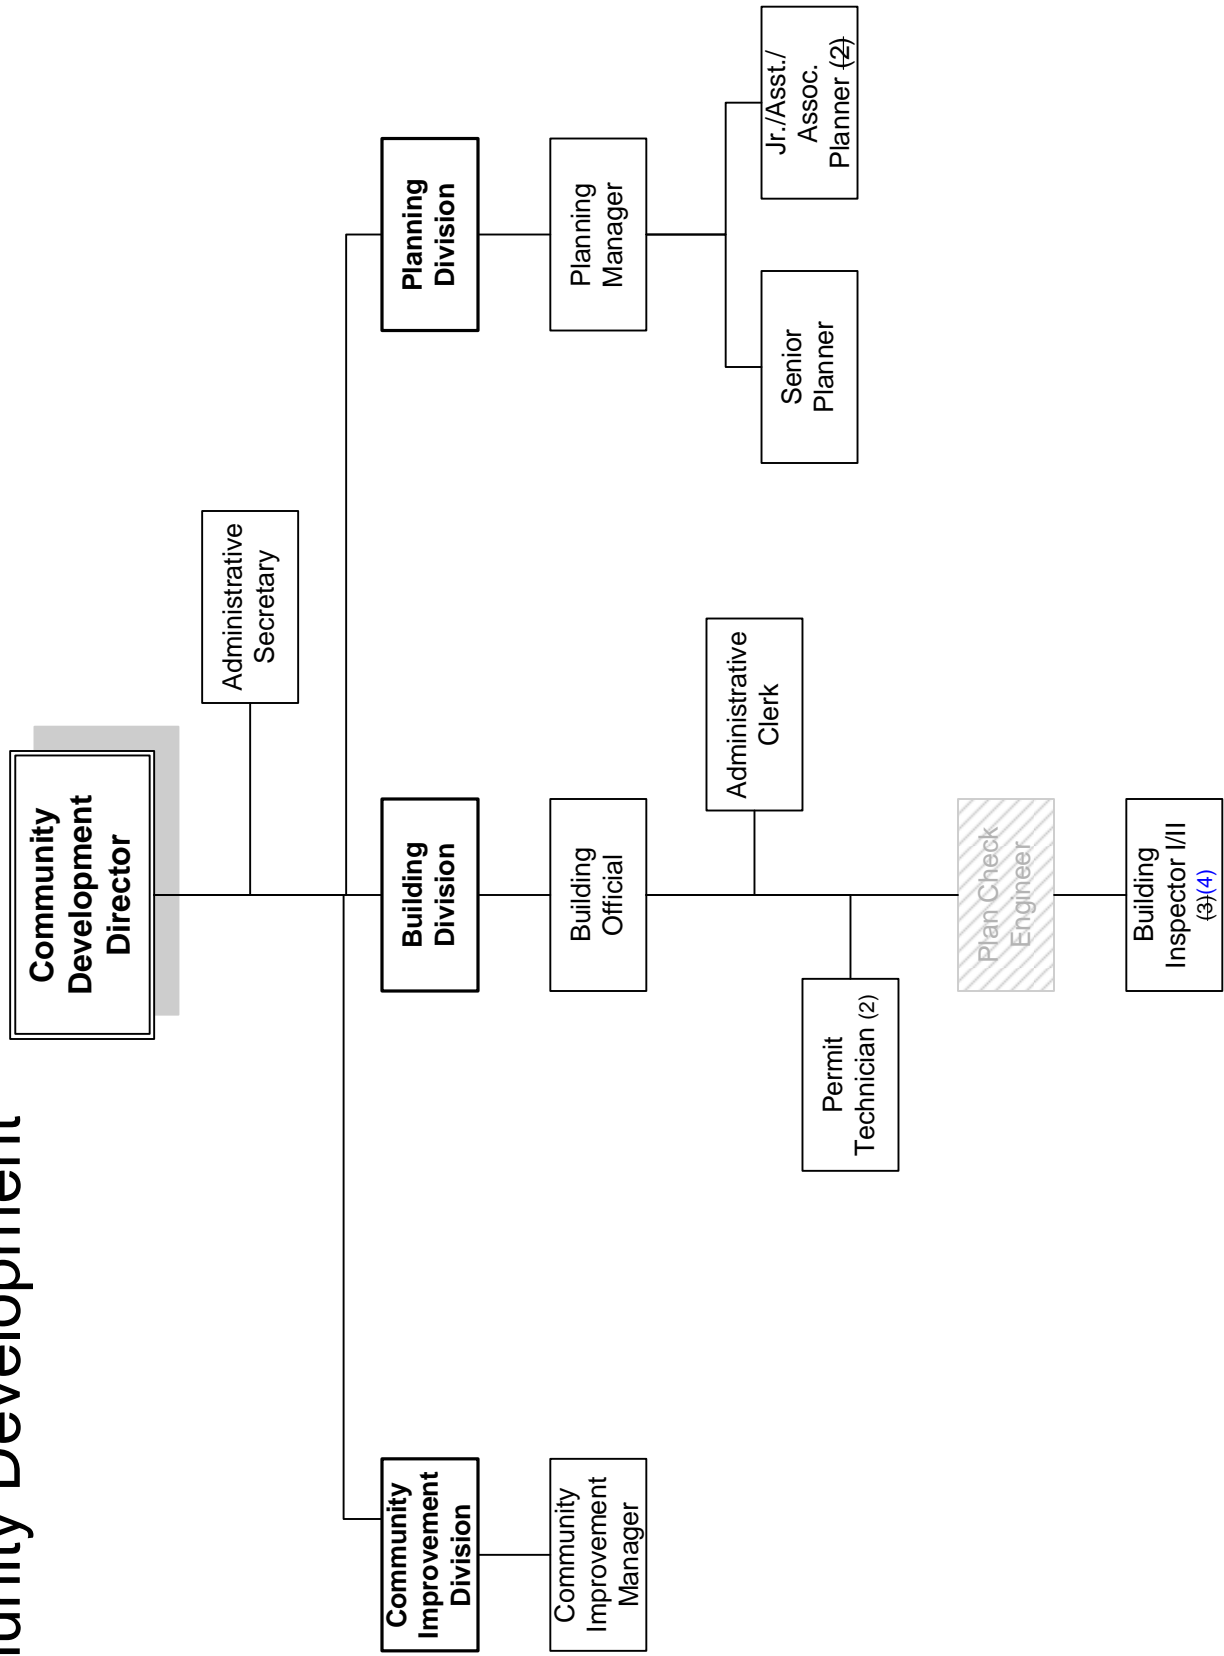 Development
Community
Development
Director
Administrative
Secretary
Community
Improvement
Division
Building
Division
Planning
Division
Community
Improvement
Manager
Building
Official
Planning
Manager
Administrative
Clerk
Permit
Technician (2)
Senior
Planner
Jr./Asst./
Assoc.
Planner (2)
Plan Check
Engineer
Building
Inspector I/II
(3)(4)